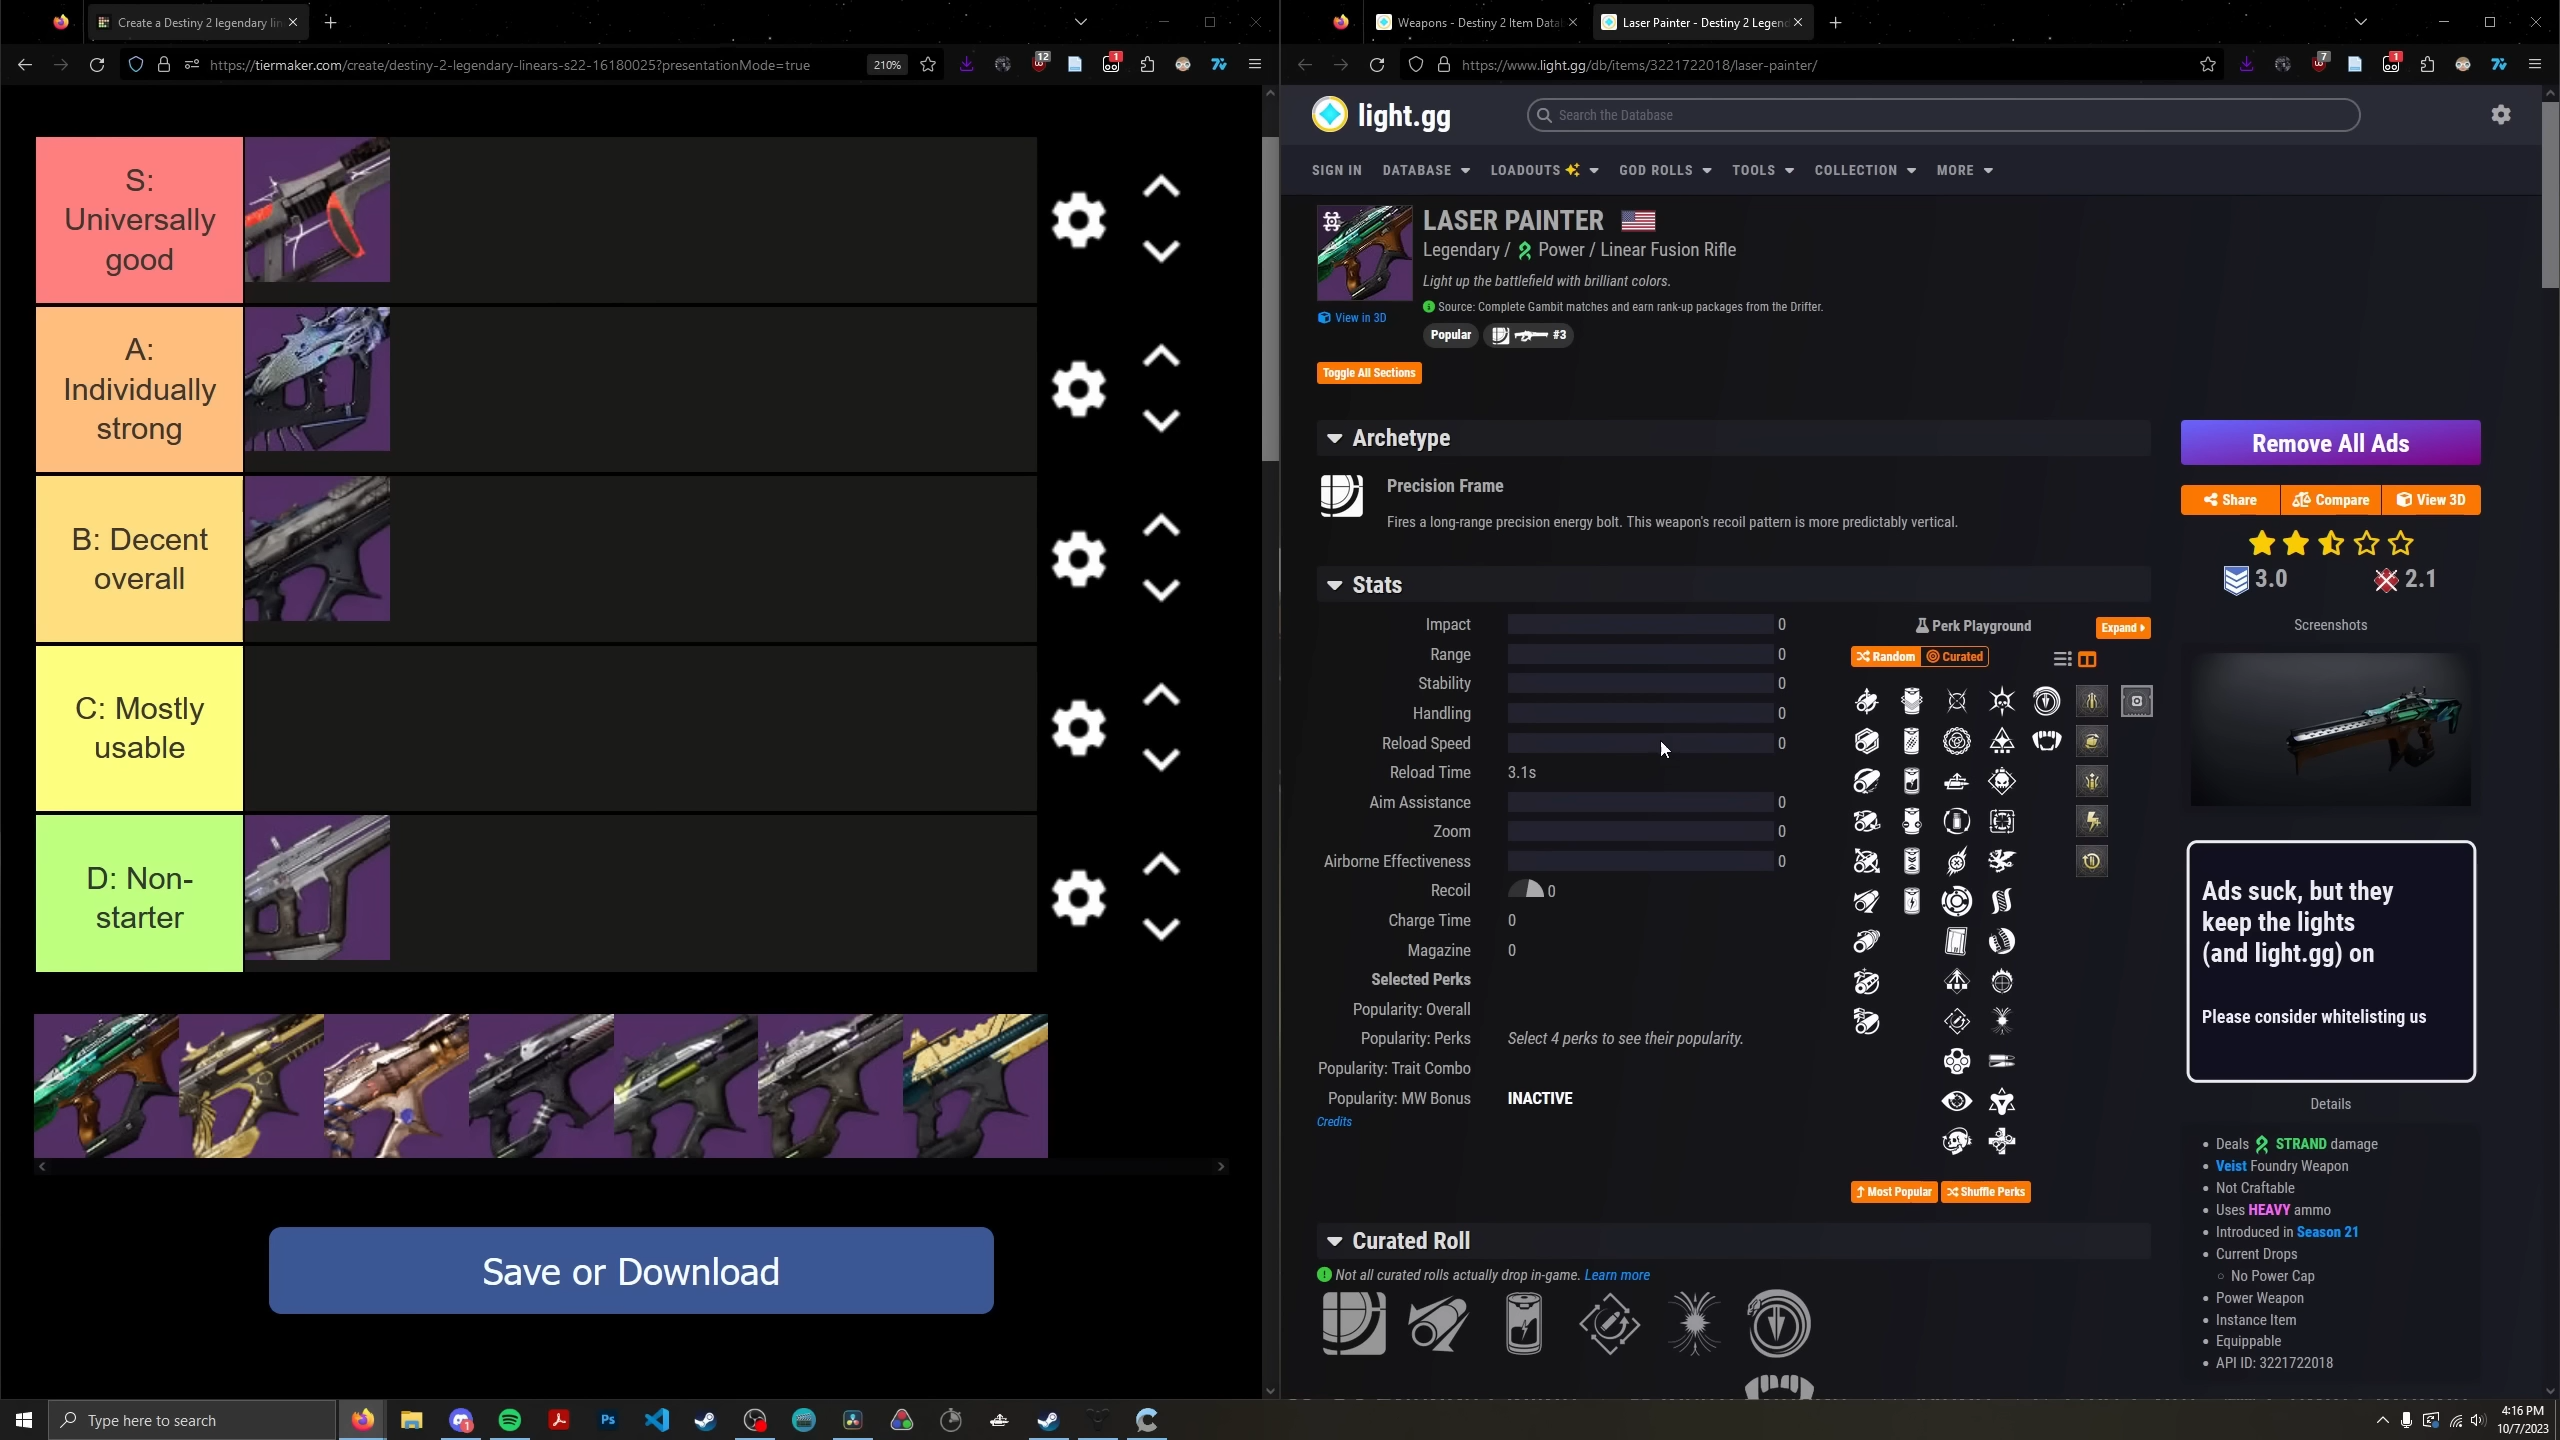 Create a Destiny 2 legendary lin
https://tiermaker.com/create/destiny-2-legendary-linears-s22-16180025?presentationMode=true
210%
12
1
S:
Universally
good
A:
Individually
strong
B: Decent
overall
C: Mostly
usable
D: Non-
starter
Save or Download
Weapons - Destiny 2 Item Data
Laser Painter - Destiny 2 Legend
https://www.light.gg/db/items/3221722018/laser-painter/
7
1
light.gg
Search the Database
SIGN IN
DATABASE
LOADOUTS
GOD ROLLS
TOOLS
COLLECTION
MORE
LASER PAINTER
Legendary / Power / Linear Fusion Rifle
Light up the battlefield with brilliant colors.
Source: Complete Gambit matches and earn rank-up packages from the Drifter.
View in 3D
Popular
#3
Toggle All Sections
Archetype
Precision Frame
Fires a long-range precision energy bolt. This weapon's recoil pattern is more predictably vertical.
Stats
Impact 0
Range 0
Stability 0
Handling 0
Reload Speed 0
Reload Time 3.1s
Aim Assistance 0
Zoom 0
Airborne Effectiveness 0
Recoil 0
Charge Time 0
Magazine 0
Selected Perks
Popularity: Overall
Popularity: Perks Select 4 perks to see their popularity.
Popularity: Trait Combo
Popularity: MW Bonus INACTIVE
Credits
Perk Playground
Expand
Random
Curated
Most Popular
Shuffle Perks
Curated Roll
Not all curated rolls actually drop in-game. Learn more
Remove All Ads
Share
Compare
View 3D
3.0
2.1
Screenshots
Ads suck, but they
keep the lights
(and light.gg) on
Please consider whitelisting us
Details
Deals STRAND damage
Veist Foundry Weapon
Not Craftable
Uses HEAVY ammo
Introduced in Season 21
Current Drops
No Power Cap
Power Weapon
Instance Item
Equippable
API ID: 3221722018
Type here to search
Ps
1
4:16 PM
10/7/2023